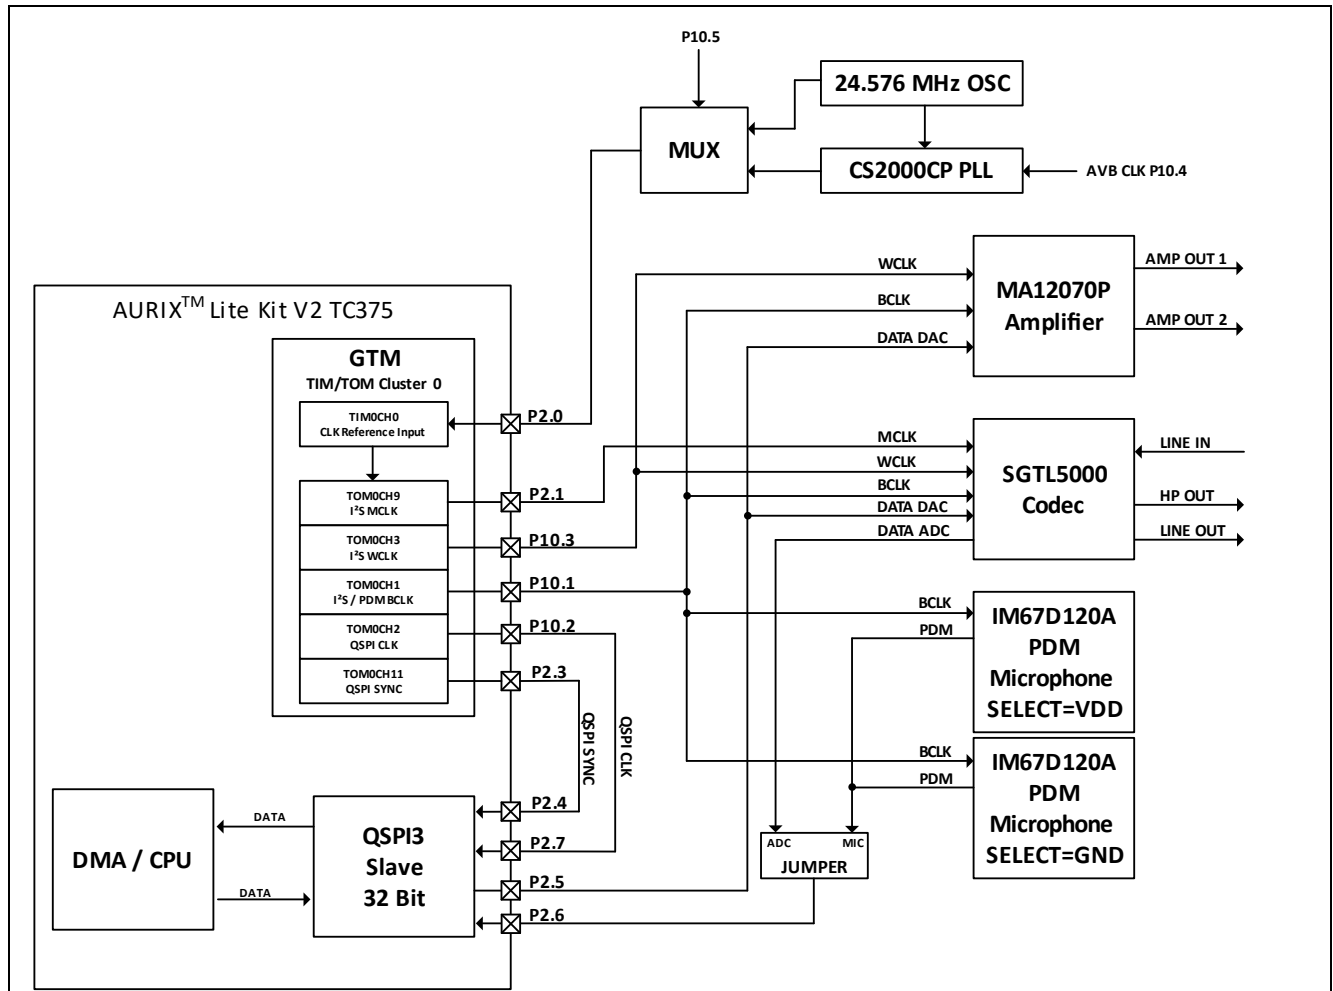 P10.5
24.576 MHz OSC
MUX
CS2000CP PLL
AVB CLK P10.4
WCLK
BCLK
DATA DAC
MA12070P
Amplifier
AMP OUT 1
AMP OUT 2
AURIX™ Lite Kit V2 TC375
GTM
TIM/TOM Cluster 0
TIM0CH0
CLK Reference Input
P2.0
TOM0CH9
I²S MCLK
P2.1
TOM0CH3
I²S WCLK
P10.3
TOM0CH1
I²S / PDM BCLK
P10.1
TOM0CH2
QSPI CLK
P10.2
TOM0CH11
QSPI SYNC
P2.3
MCLK
WCLK
BCLK
DATA DAC
DATA ADC
SGTL5000
Codec
LINE IN
HP OUT
LINE OUT
BCLK
PDM
IM67D120A
PDM
Microphone
SELECT=VDD
BCLK
PDM
IM67D120A
PDM
Microphone
SELECT=GND
QSPI SYNC
QSPI CLK
DMA / CPU
DATA
DATA
QSPI3
Slave
32 Bit
P2.4
P2.7
P2.5
P2.6
ADC
MIC
JUMPER